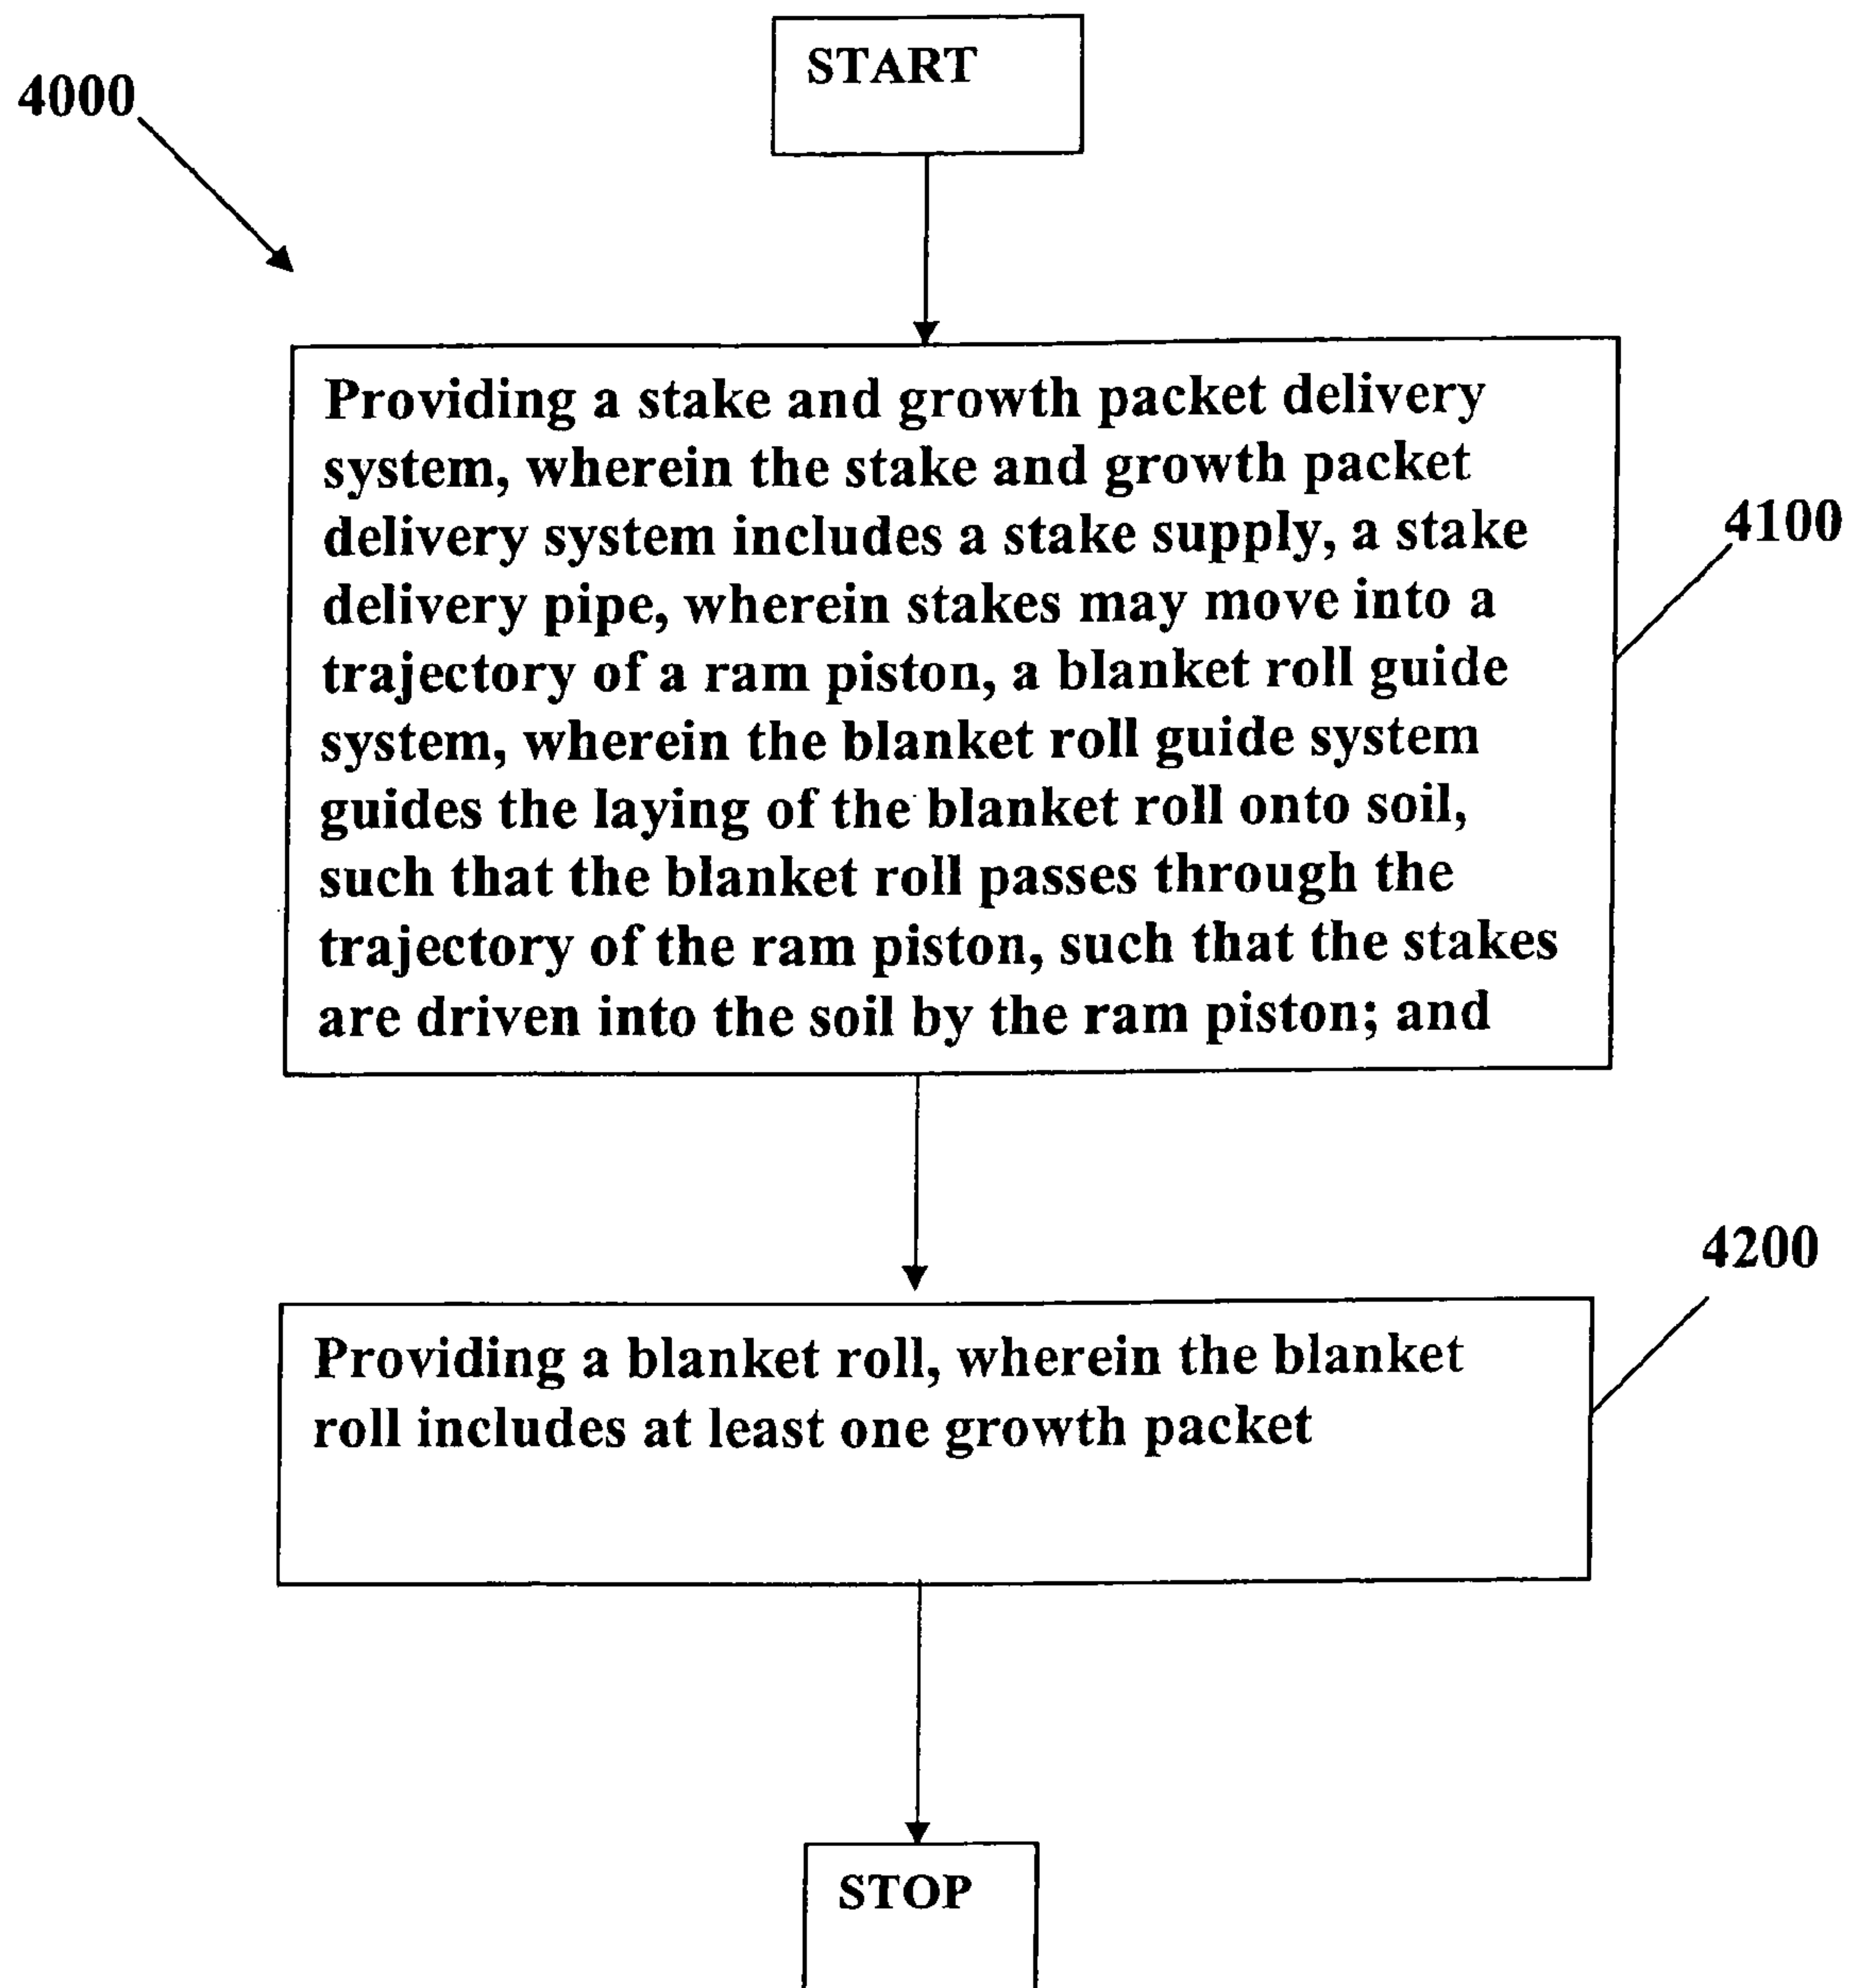 START
4000
Providing a stake and growth packet delivery
system, wherein the stake and growth packet
delivery system includes a stake supply, a stake
delivery pipe, wherein stakes may move into a
trajectory of a ram piston, a blanket roll guide
system, wherein the blanket roll guide system
guides the laying of the blanket roll onto soil,
such that the blanket roll passes through the
trajectory of the ram piston, such that the stakes
are driven into the soil by the ram piston; and
4100
4200
Providing a blanket roll, wherein the blanket
roll includes at least one growth packet
STOP